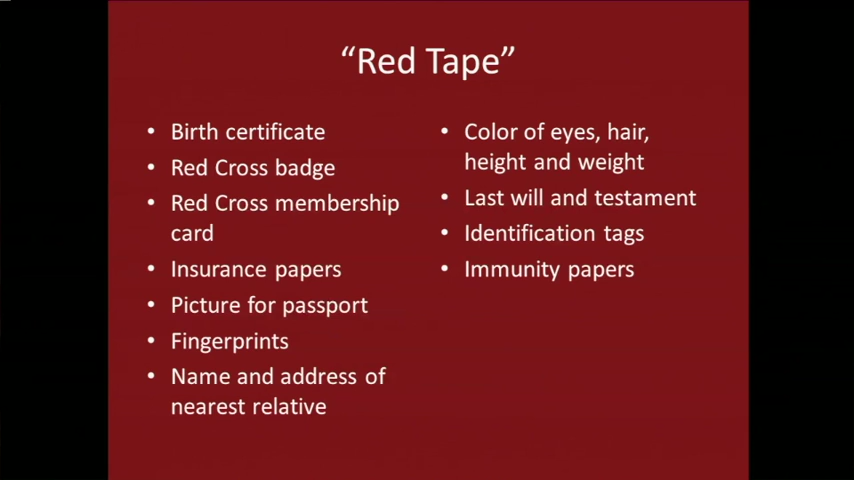 “Red Tape”
• Birth certificate
• Red Cross badge
• Red Cross membership
card
• Insurance papers
• Picture for passport
• Fingerprints
• Name and address of
nearest relative
• Color of eyes, hair,
height and weight
• Last will and testament
• Identification tags
• Immunity papers